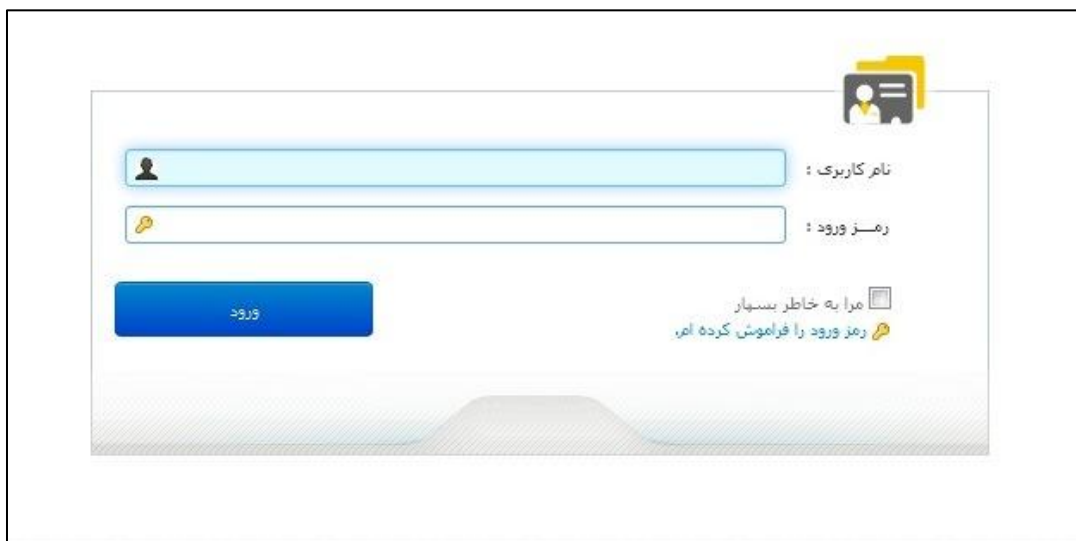 نام کاربری :
رمـــز ورود :
مرا به خاطر بسپار
رمز ورود را فراموش کرده ام.
ورود